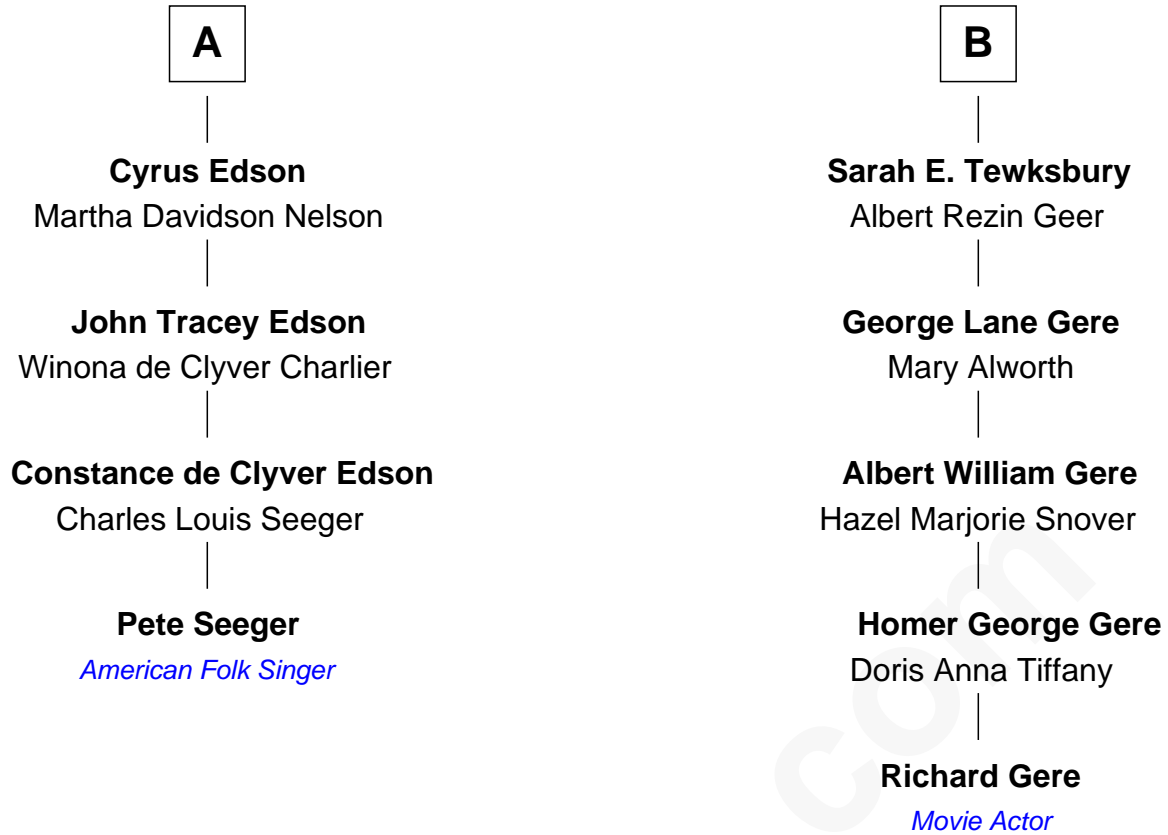 A
Cyrus Edson
Martha Davidson Nelson
John Tracey Edson
Winona de Clyver Charlier
Constance de Clyver Edson
Charles Louis Seeger
Pete Seeger
American Folk Singer
B
Sarah E. Tewksbury
Albert Rezin Geer
George Lane Gere
Mary Alworth
Albert William Gere
Hazel Marjorie Snover
Homer George Gere
Doris Anna Tiffany
Richard Gere
Movie Actor
com